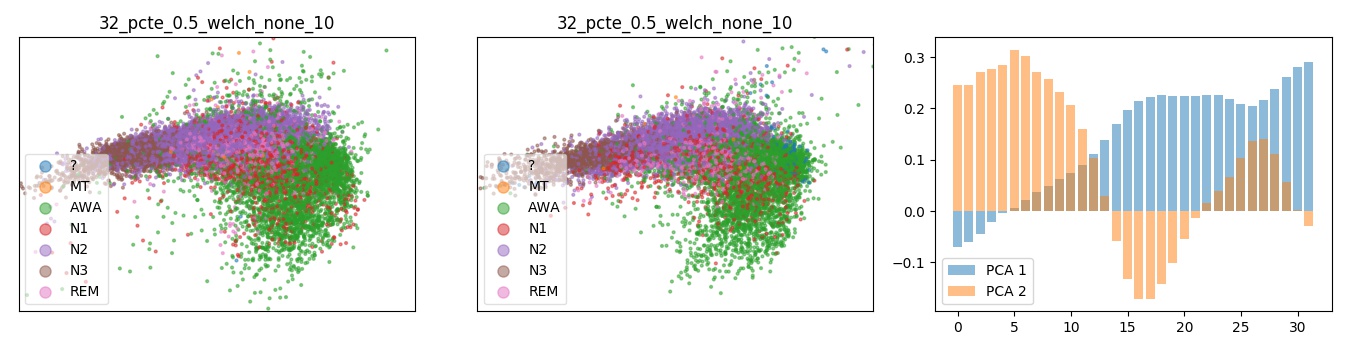 32_pcte_0.5_welch_none_10
?
MT
AWA
N1
N2
N3
REM
32_pcte_0.5_welch_none_10
?
MT
AWA
N1
N2
N3
REM
0.3
0.2
0.1
0.0
−0.1
PCA 1
PCA 2
0
5
10
15
20
25
30